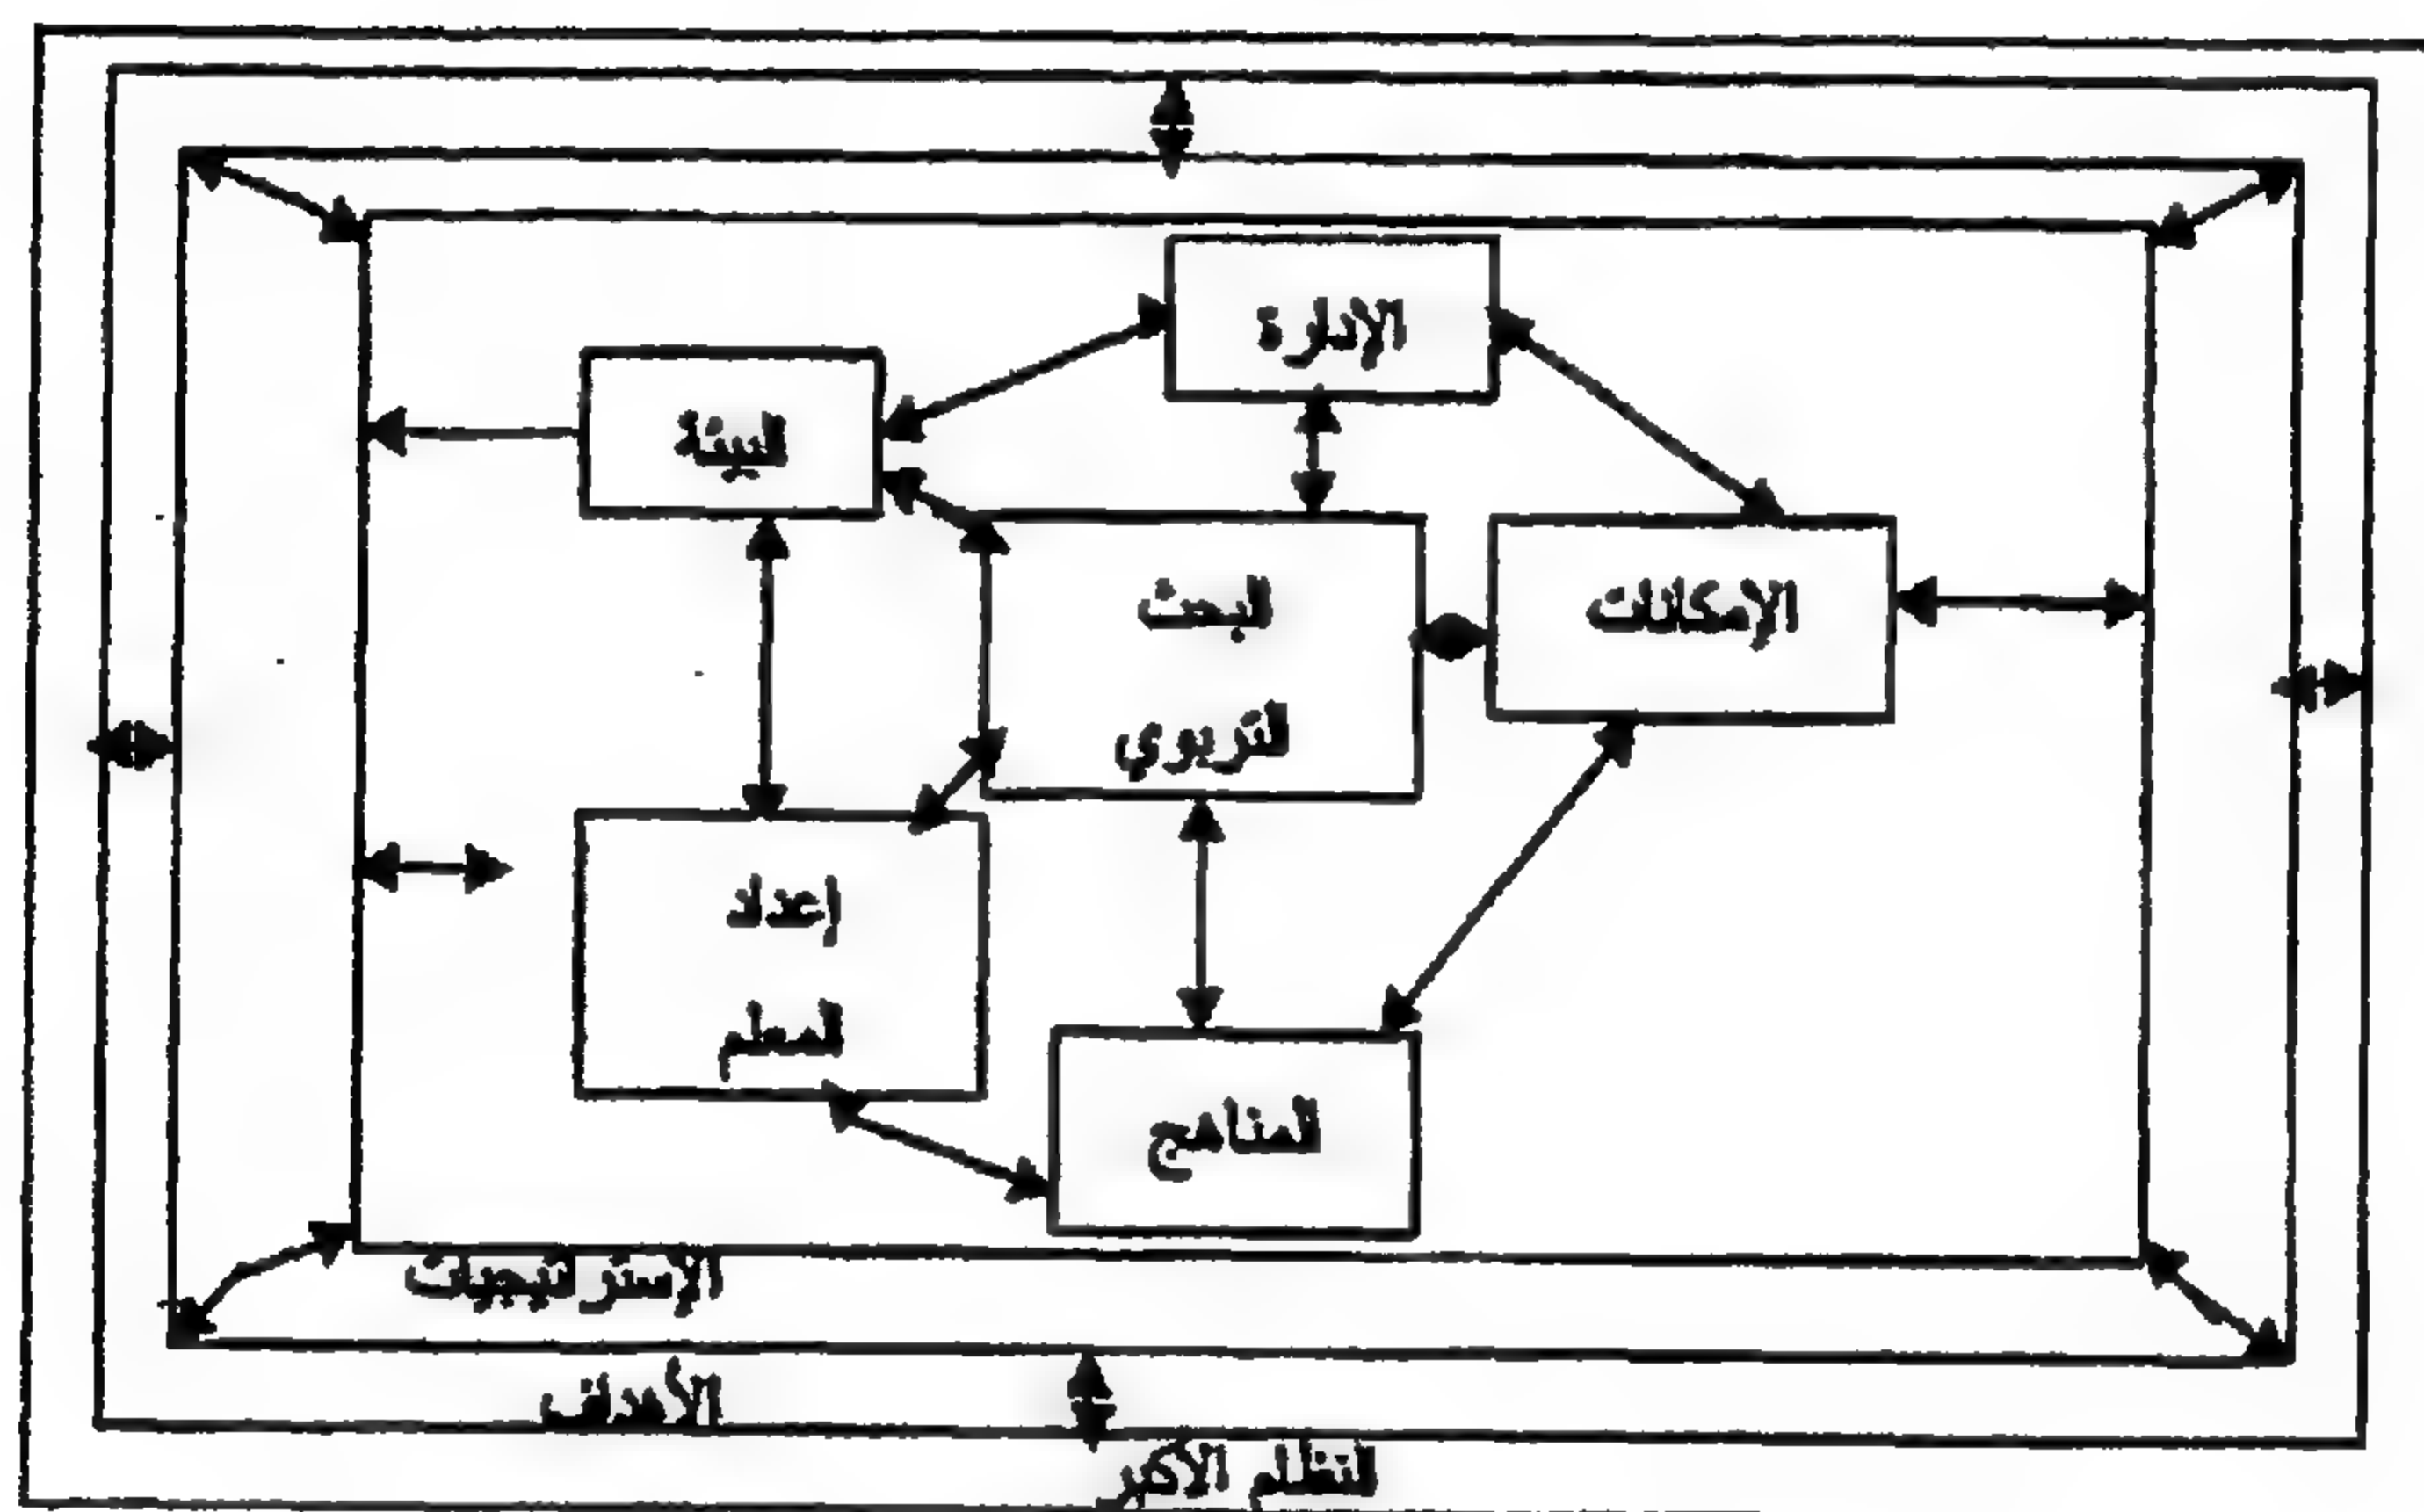 الإدارة
البيئة
البحث
التربوي
الإمكانات
إعداد
المعلم
المناهج
الإستراتيجيات
الأهداف
النظام الأكبر